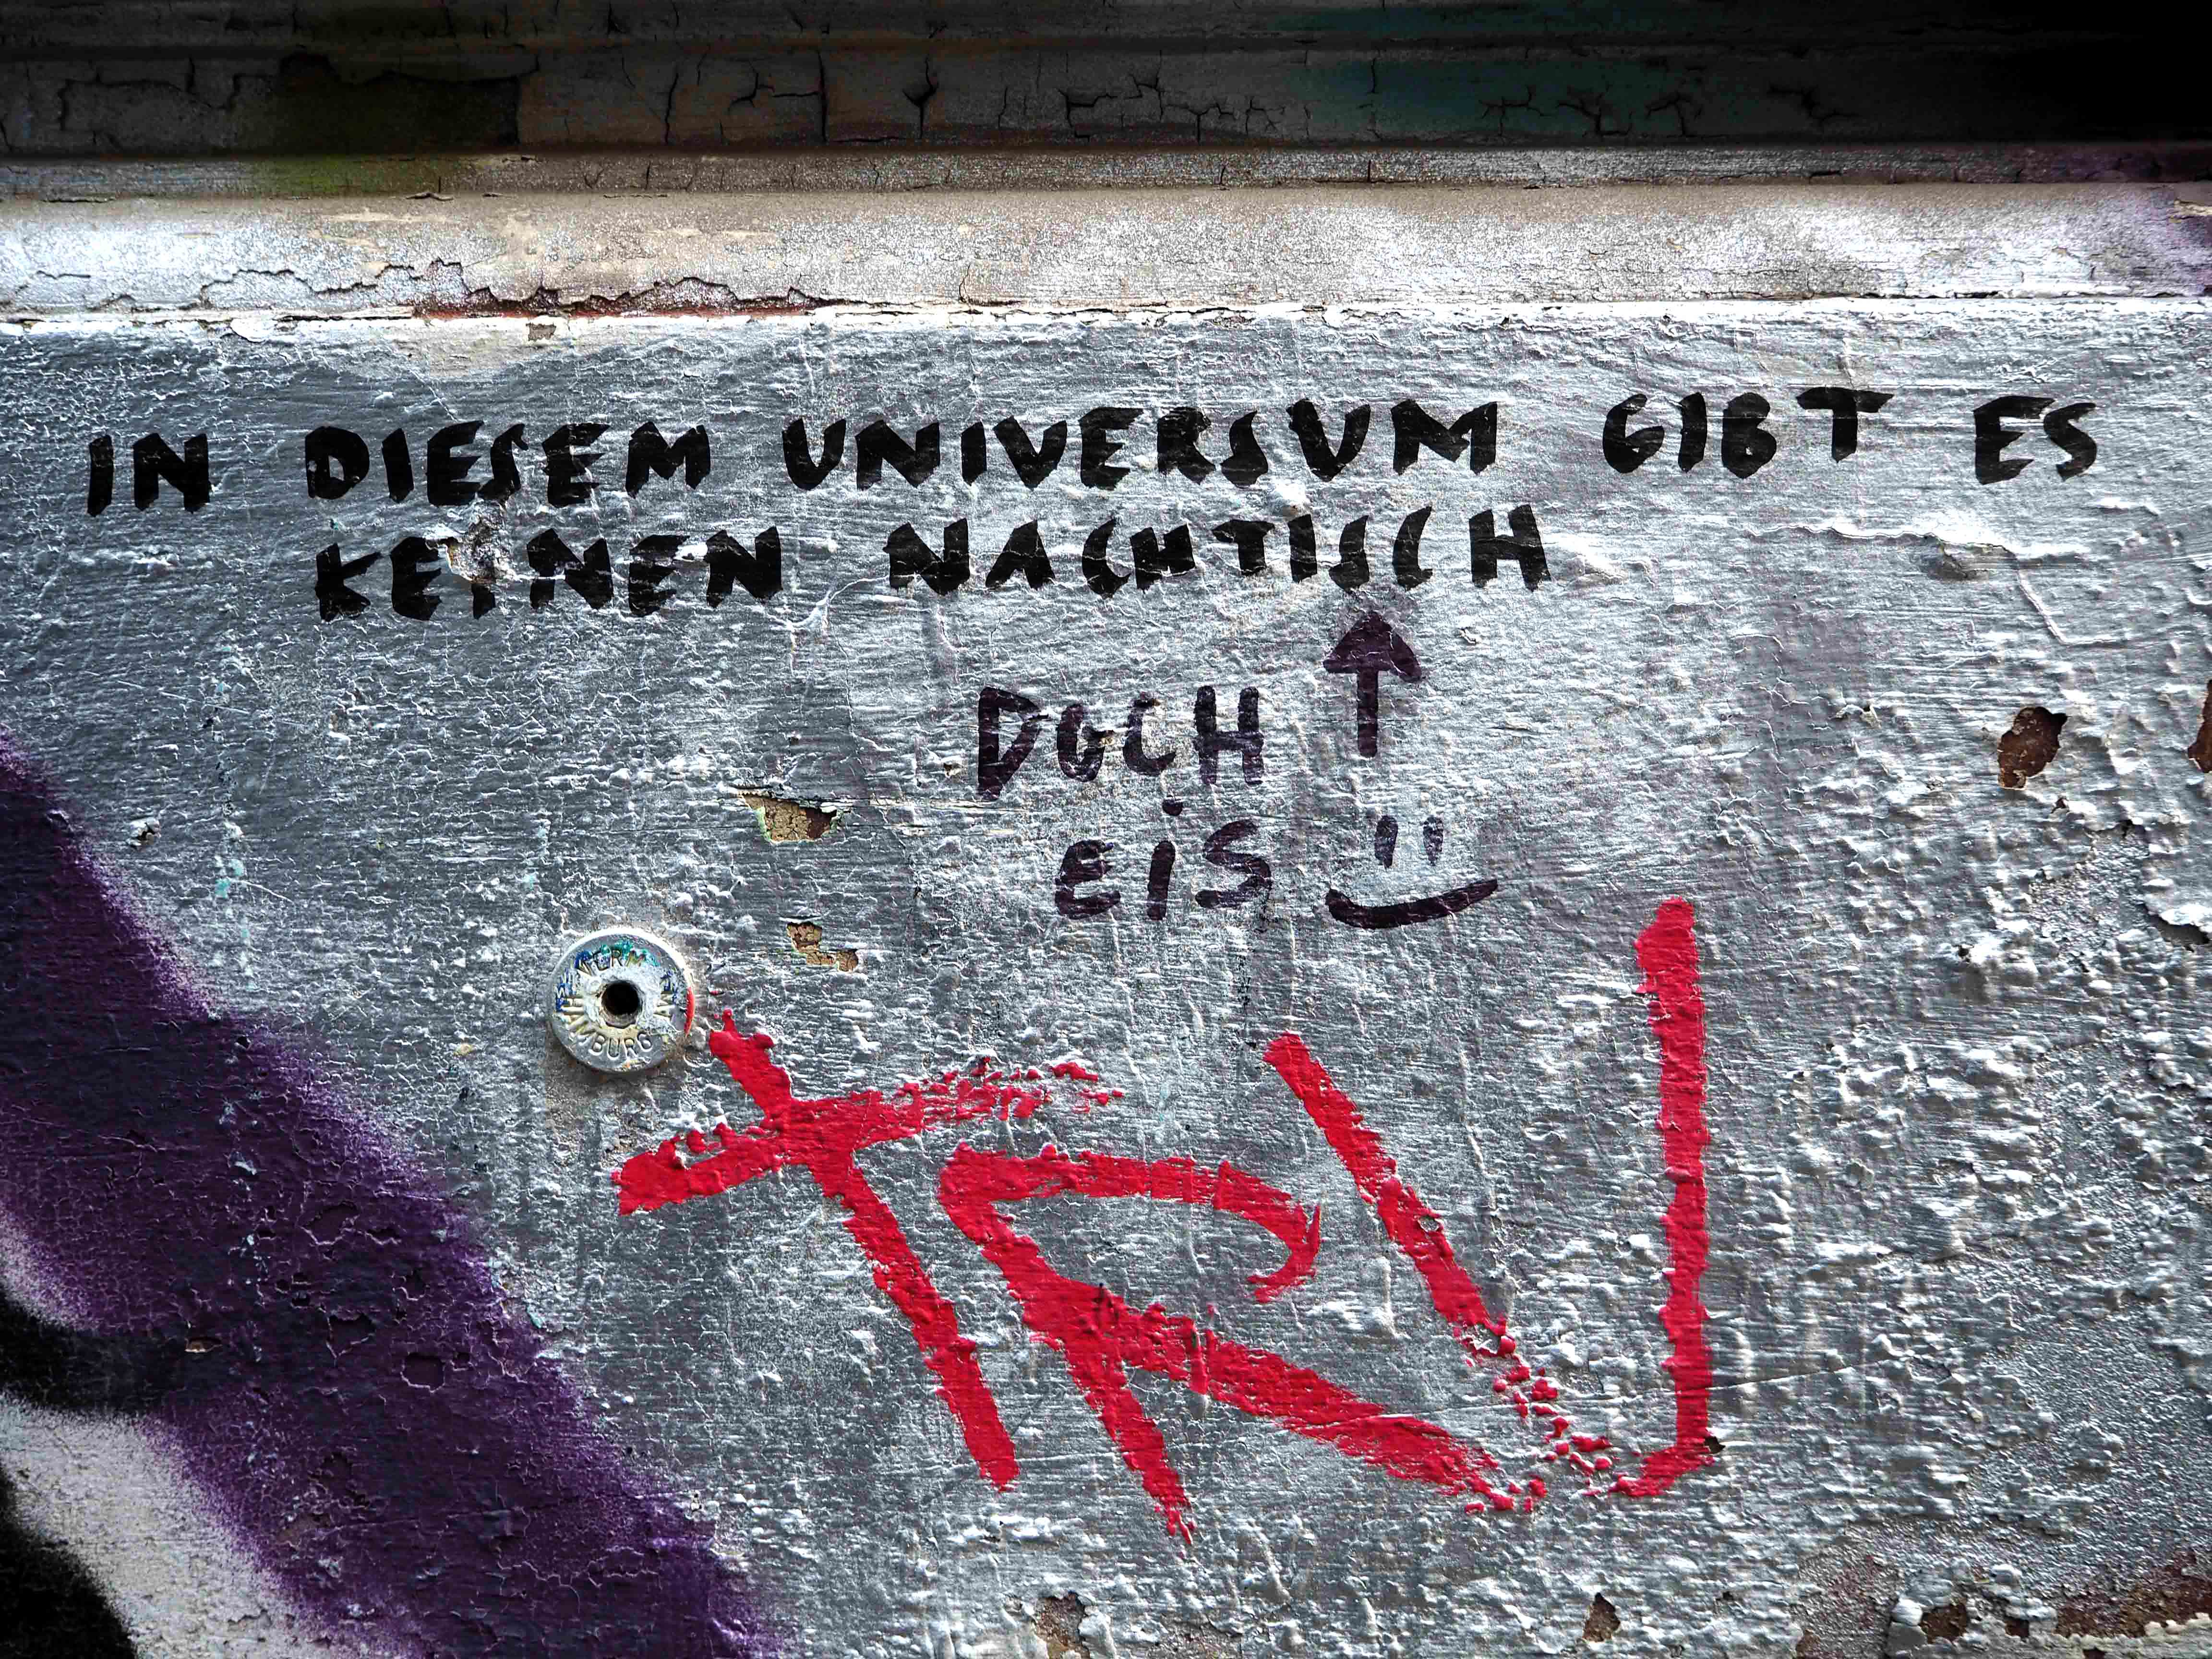 IN DIESEM UNIVERSUM GIBT ES
KEINEN NACHTISCH
DOCH
EiS